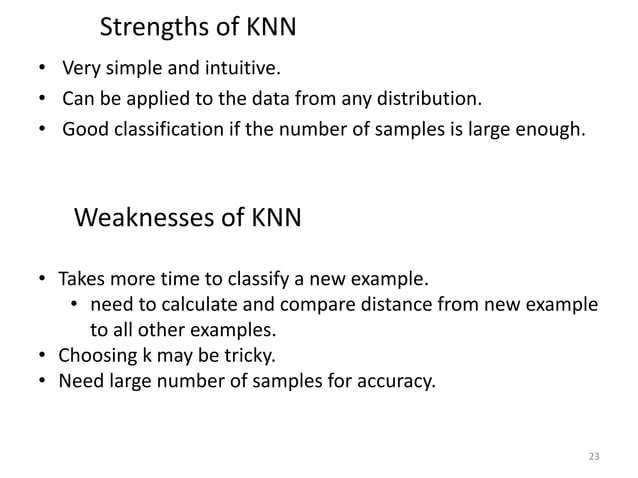 Strengths of KNN
• Very simple and intuitive.
• Can be applied to the data from any distribution.
• Good classification if the number of samples is large enough.
Weaknesses of KNN
• Takes more time to classify a new example.
• need to calculate and compare distance from new example
to all other examples.
• Choosing k may be tricky.
• Need large number of samples for accuracy.
23